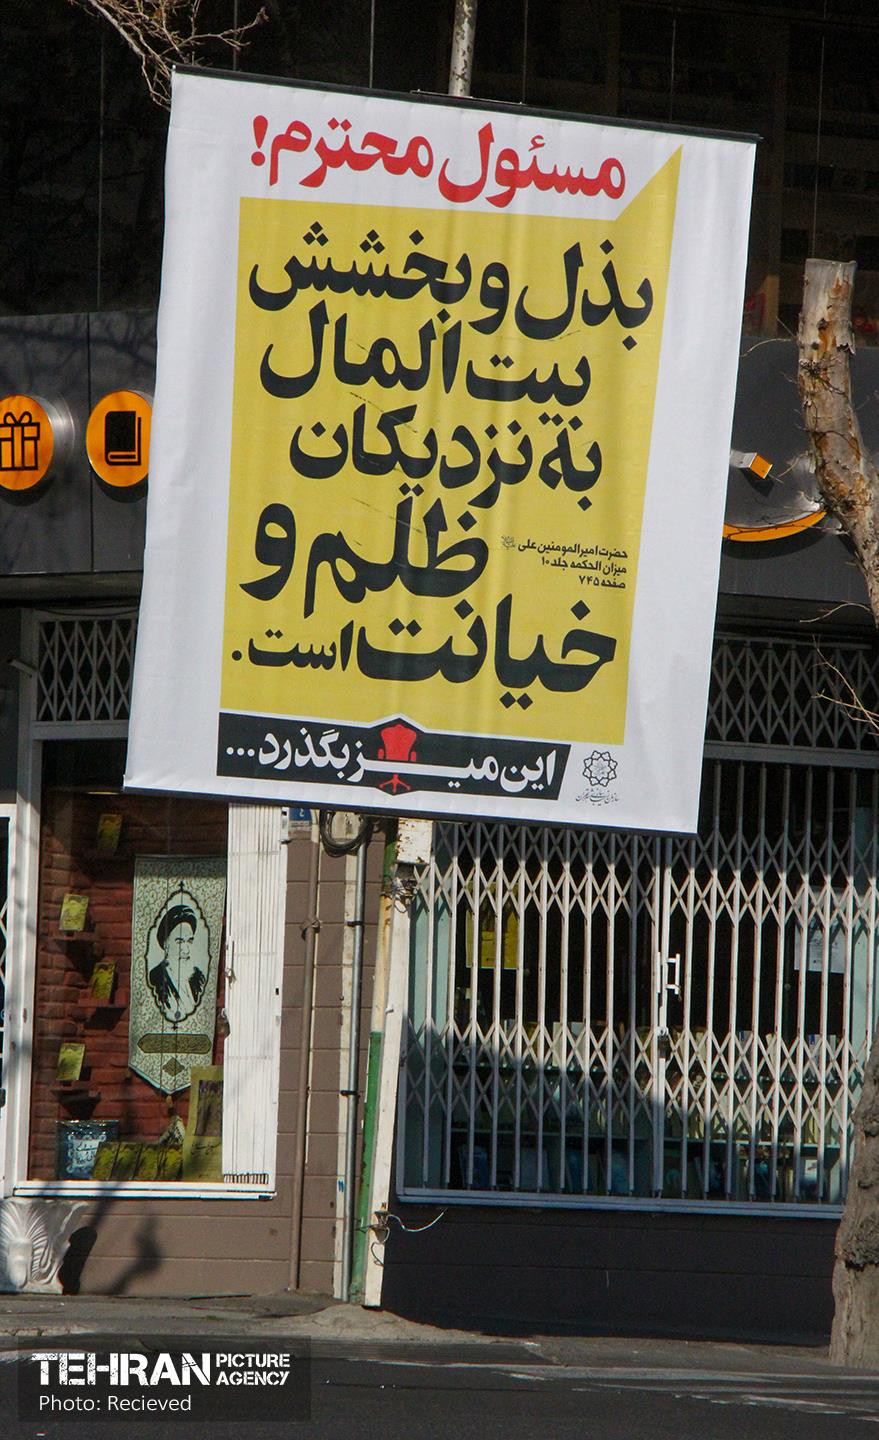 مسئول محترم!
بذل و بخشش
بیت المال
به نزدیکان
ظلم و
خیانت است.
حضرت امیرالمومنین علی
میزان الحکمه جلد ۱۰
صفحه ۷۴۵
این میز بگذرد...
TEHRAN PICTURE AGENCY
Photo: Recieved